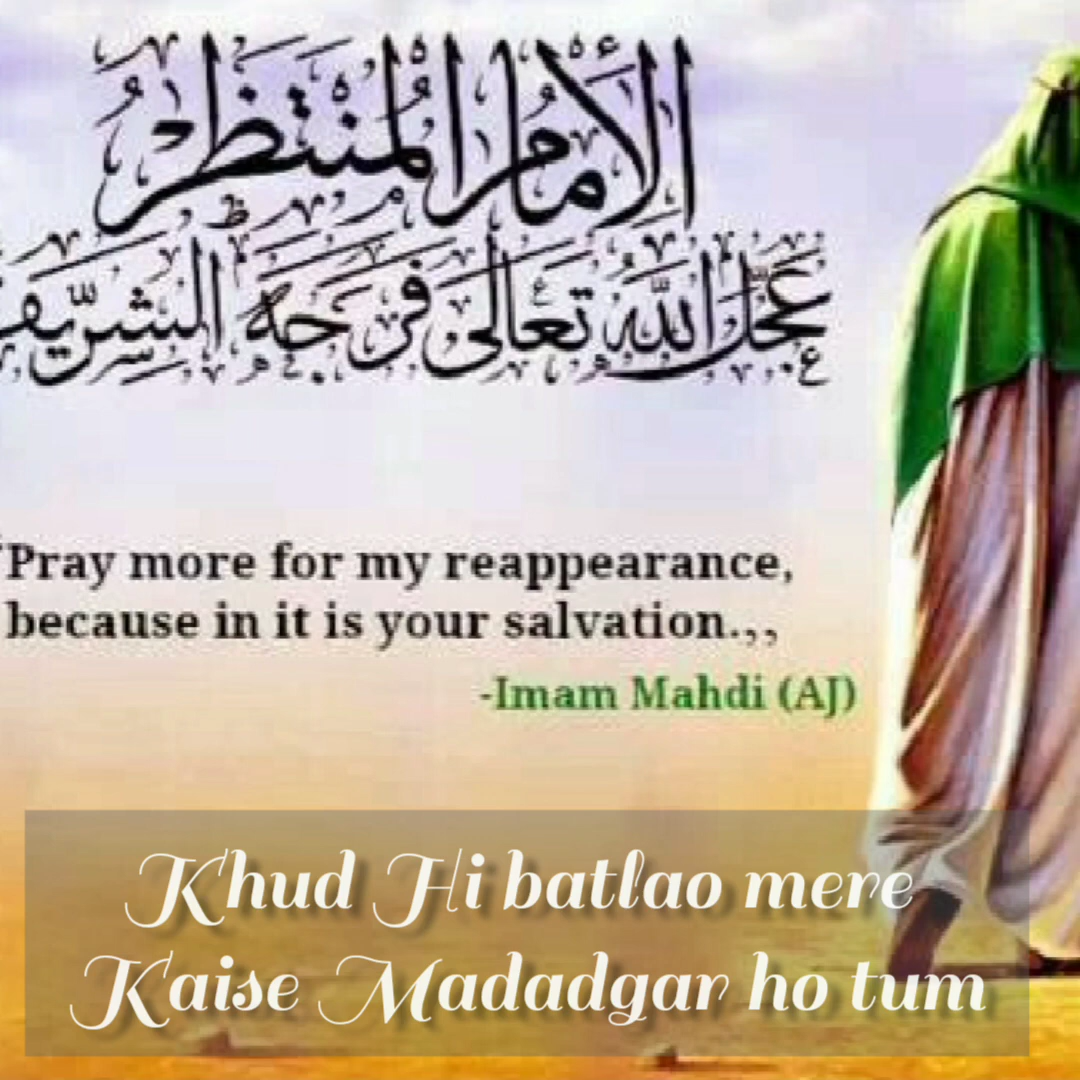 الإمام المنتظر
عجل الله تعالى فرجه الشريف
"Pray more for my reappearance,
because in it is your salvation.,,
-Imam Mahdi (AJ)
Khud Hi batlao mere
Kaise Madadgar ho tum